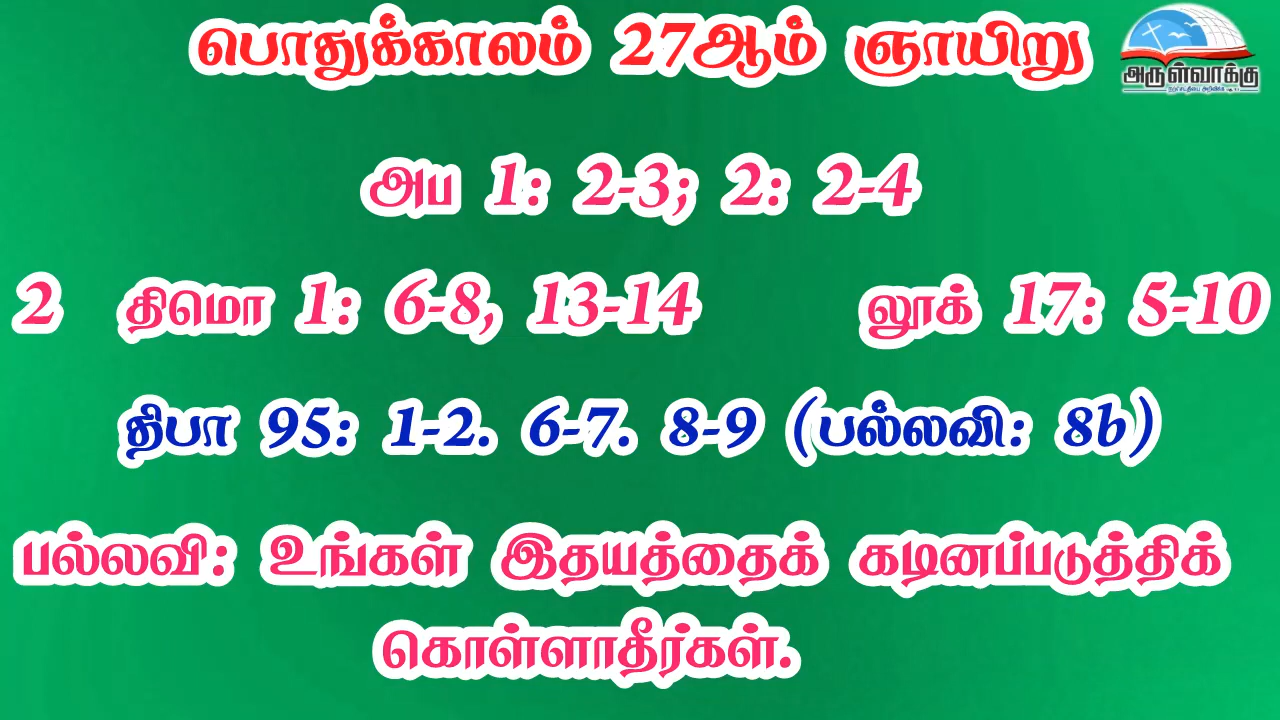 பொதுக்காலம் 27ஆம் ஞாயிறு
அருள்வாக்கு
அப 1: 2-3; 2: 2-4
2 திமொ 1: 6-8, 13-14 லூக் 17: 5-10
திபா 95: 1-2. 6-7. 8-9 (பல்லவி: 8b)
பல்லவி: உங்கள் இதயத்தைக் கடினப்படுத்திக்
கொள்ளாதீர்கள்.